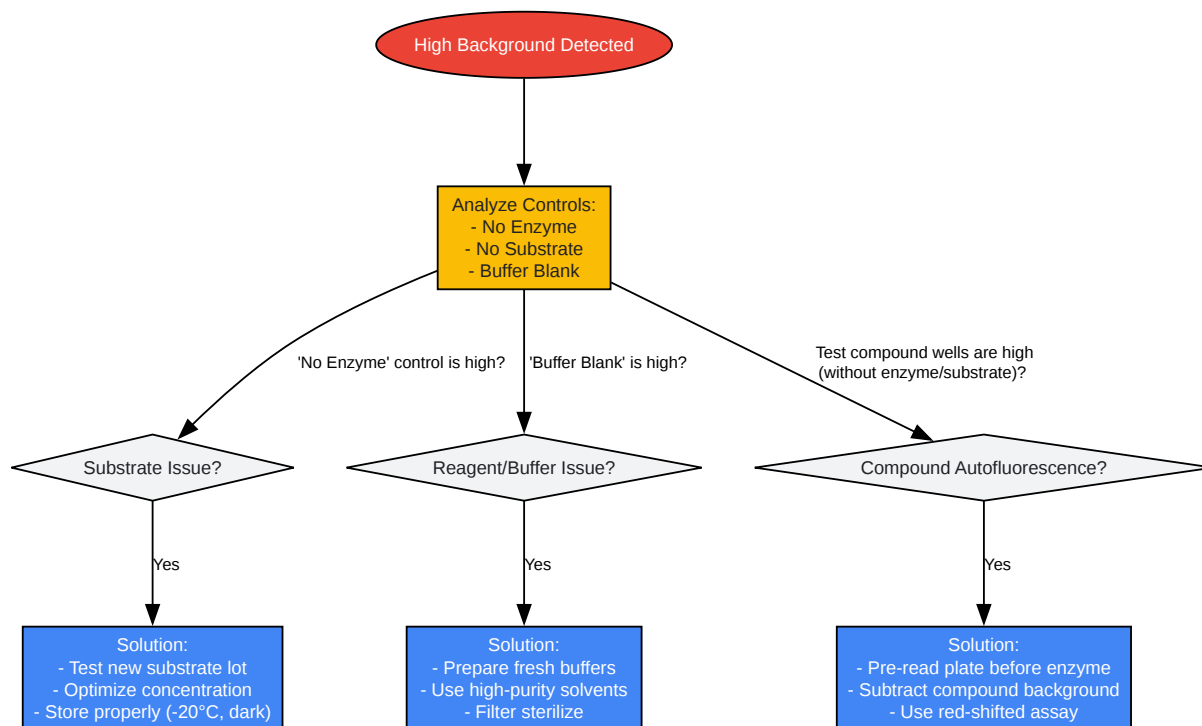 High Background Detected
Analyze Controls:
- No Enzyme
- No Substrate
- Buffer Blank
'No Enzyme' control is high?
'Buffer Blank' is high?
Test compound wells are high
(without enzyme/substrate)?
Substrate Issue?
Reagent/Buffer Issue?
Compound Autofluorescence?
Yes
Yes
Yes
Solution:
- Test new substrate lot
- Optimize concentration
- Store properly (-20°C, dark)
Solution:
- Prepare fresh buffers
- Use high-purity solvents
- Filter sterilize
Solution:
- Pre-read plate before enzyme
- Subtract compound background
- Use red-shifted assay